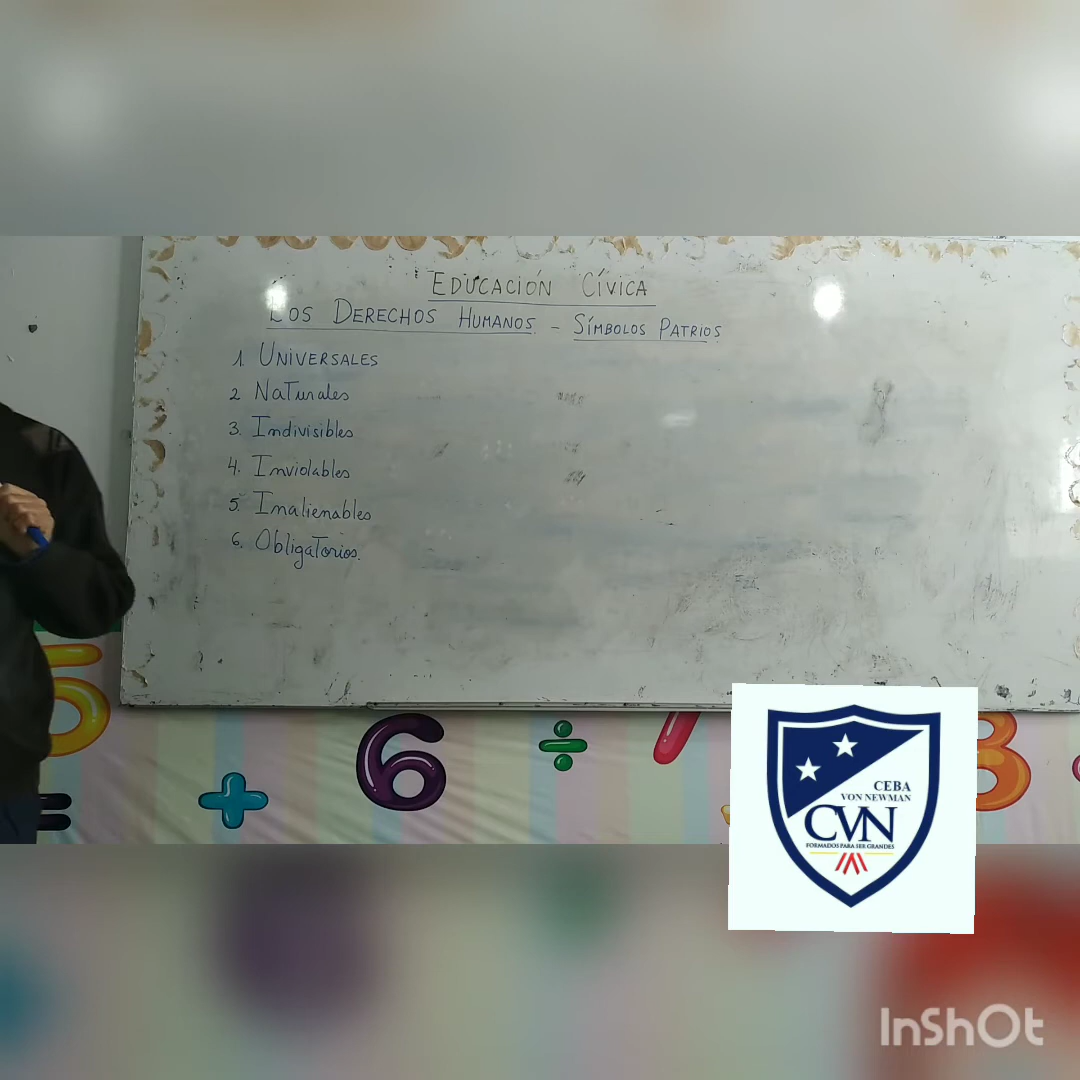 EDUCACIÓN CÍVICA
LOS DERECHOS HUMANOS - SÍMBOLOS PATRIOS
1. UNIVERSALES
2 Naturales
3. Indivisibles
4. Inviolables
5. Inalienables
6. Obligatorios.
6
÷
+
=
CEBA
VON NEWMAN
CVN
FORMADOS PARA SER GRANDES
InShOt